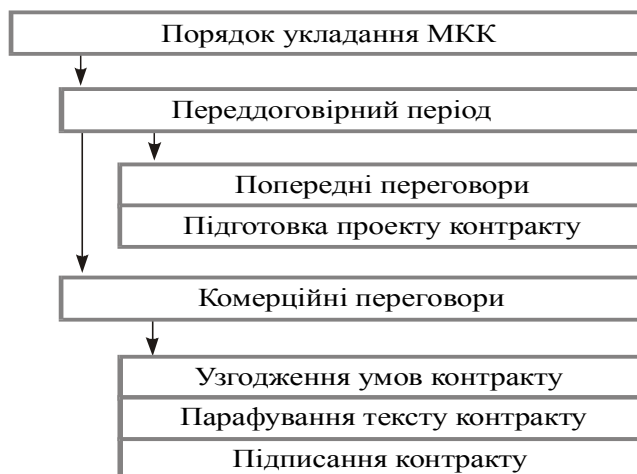 Порядок укладання МКК
Переддоговірний період
Попередні переговори
Підготовка проекту контракту
Комерційні переговори
Узгодження умов контракту
Парафування тексту контракту
Підписання контракту